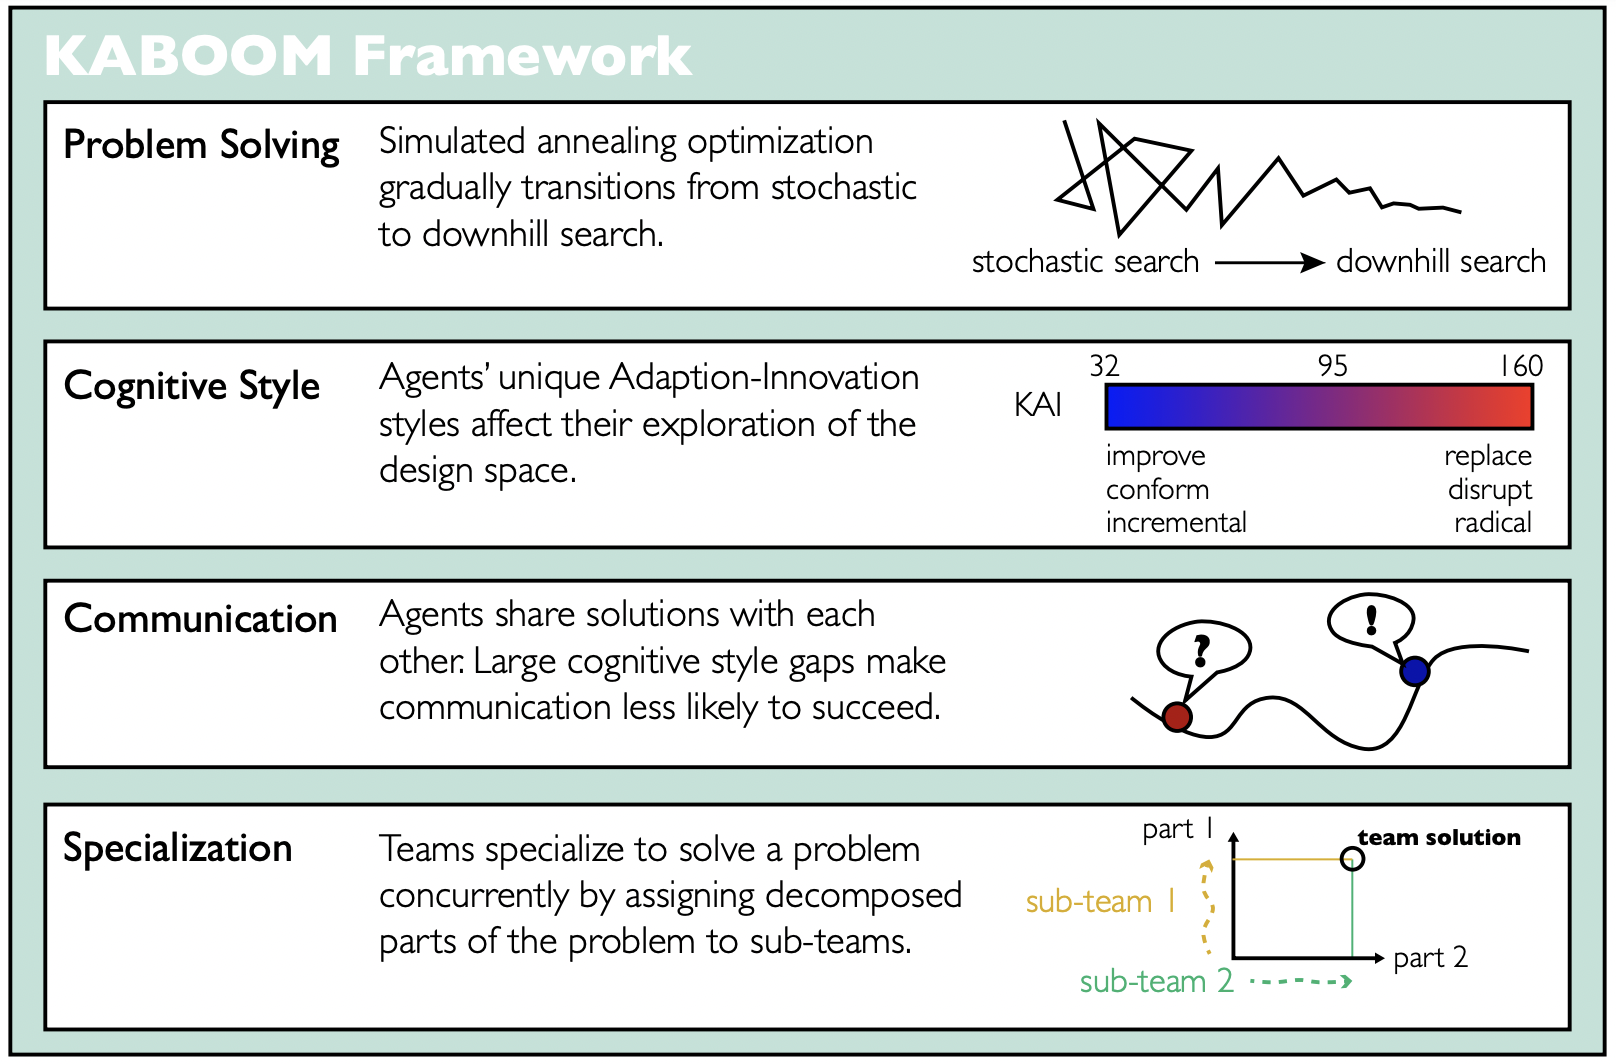 KABOOM Framework
Problem Solving
Simulated annealing optimization
gradually transitions from stochastic
to downhill search.
stochastic search
downhill search
Cognitive Style
Agents’ unique Adaption-Innovation
styles affect their exploration of the
design space.
32 95 160
KAI
improve
conform
incremental
replace
disrupt
radical
Communication
Agents share solutions with each
other. Large cognitive style gaps make
communication less likely to succeed.
?
!
Specialization
Teams specialize to solve a problem
concurrently by assigning decomposed
parts of the problem to sub-teams.
part 1
team solution
sub-team 1
part 2
sub-team 2